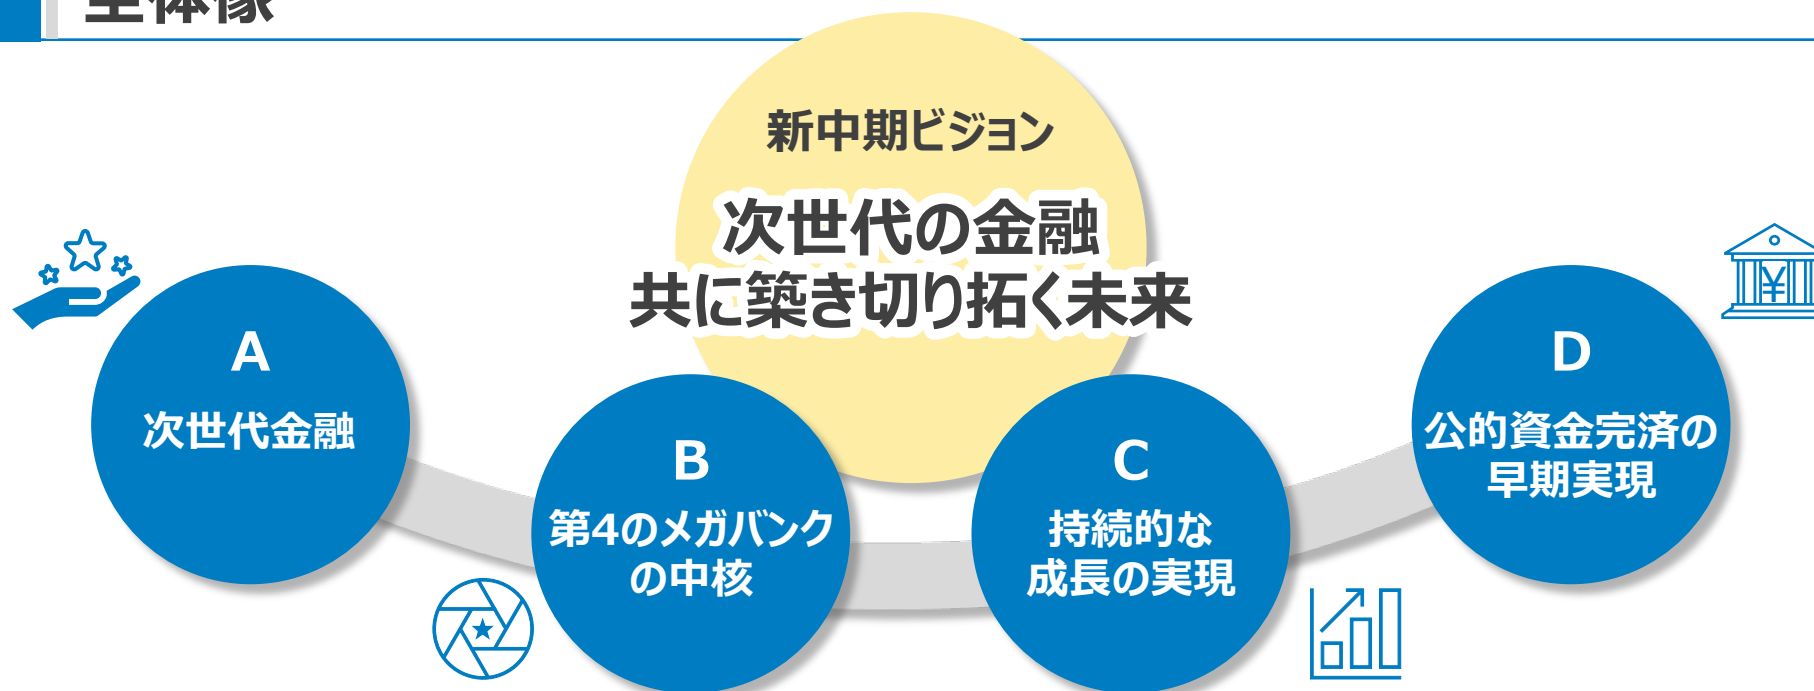 全体像
新中期ビジョン
次世代の金融
共に築き切り拓く未来
A
次世代金融
B
第4のメガバンク
の中核
C
持続的な
成長の実現
D
公的資金完済の
早期実現
¥